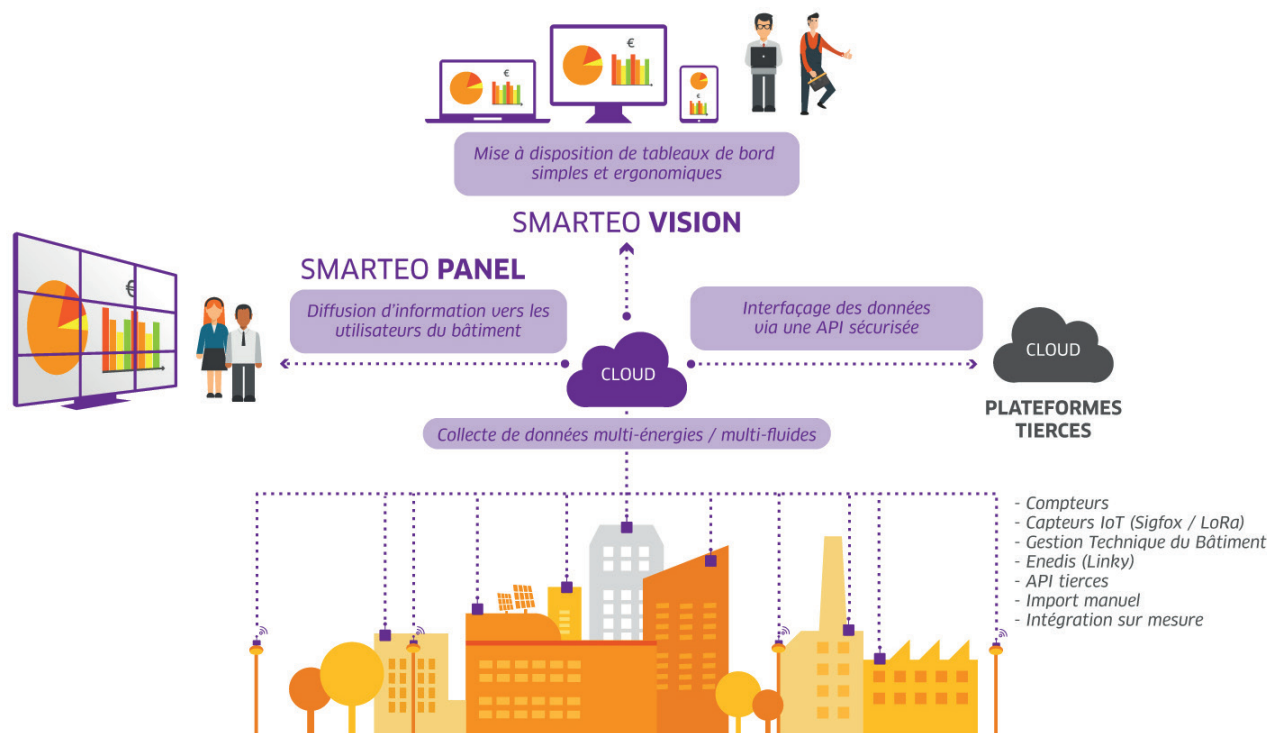 €
€
Mise à disposition de tableaux de bord
simples et ergonomiques
SMARTEO VISION
SMARTEO PANEL
€
Diffusion d'information vers les
utilisateurs du bâtiment
Interfaçage des données
via une API sécurisée
CLOUD
CLOUD
PLATEFORMES
TIERCES
Collecte de données multi-énergies / multi-fluides
- Compteurs
- Capteurs IoT (Sigfox / LoRa)
- Gestion Technique du Bâtiment
- Enedis (Linky)
- API tierces
- Import manuel
- Intégration sur mesure